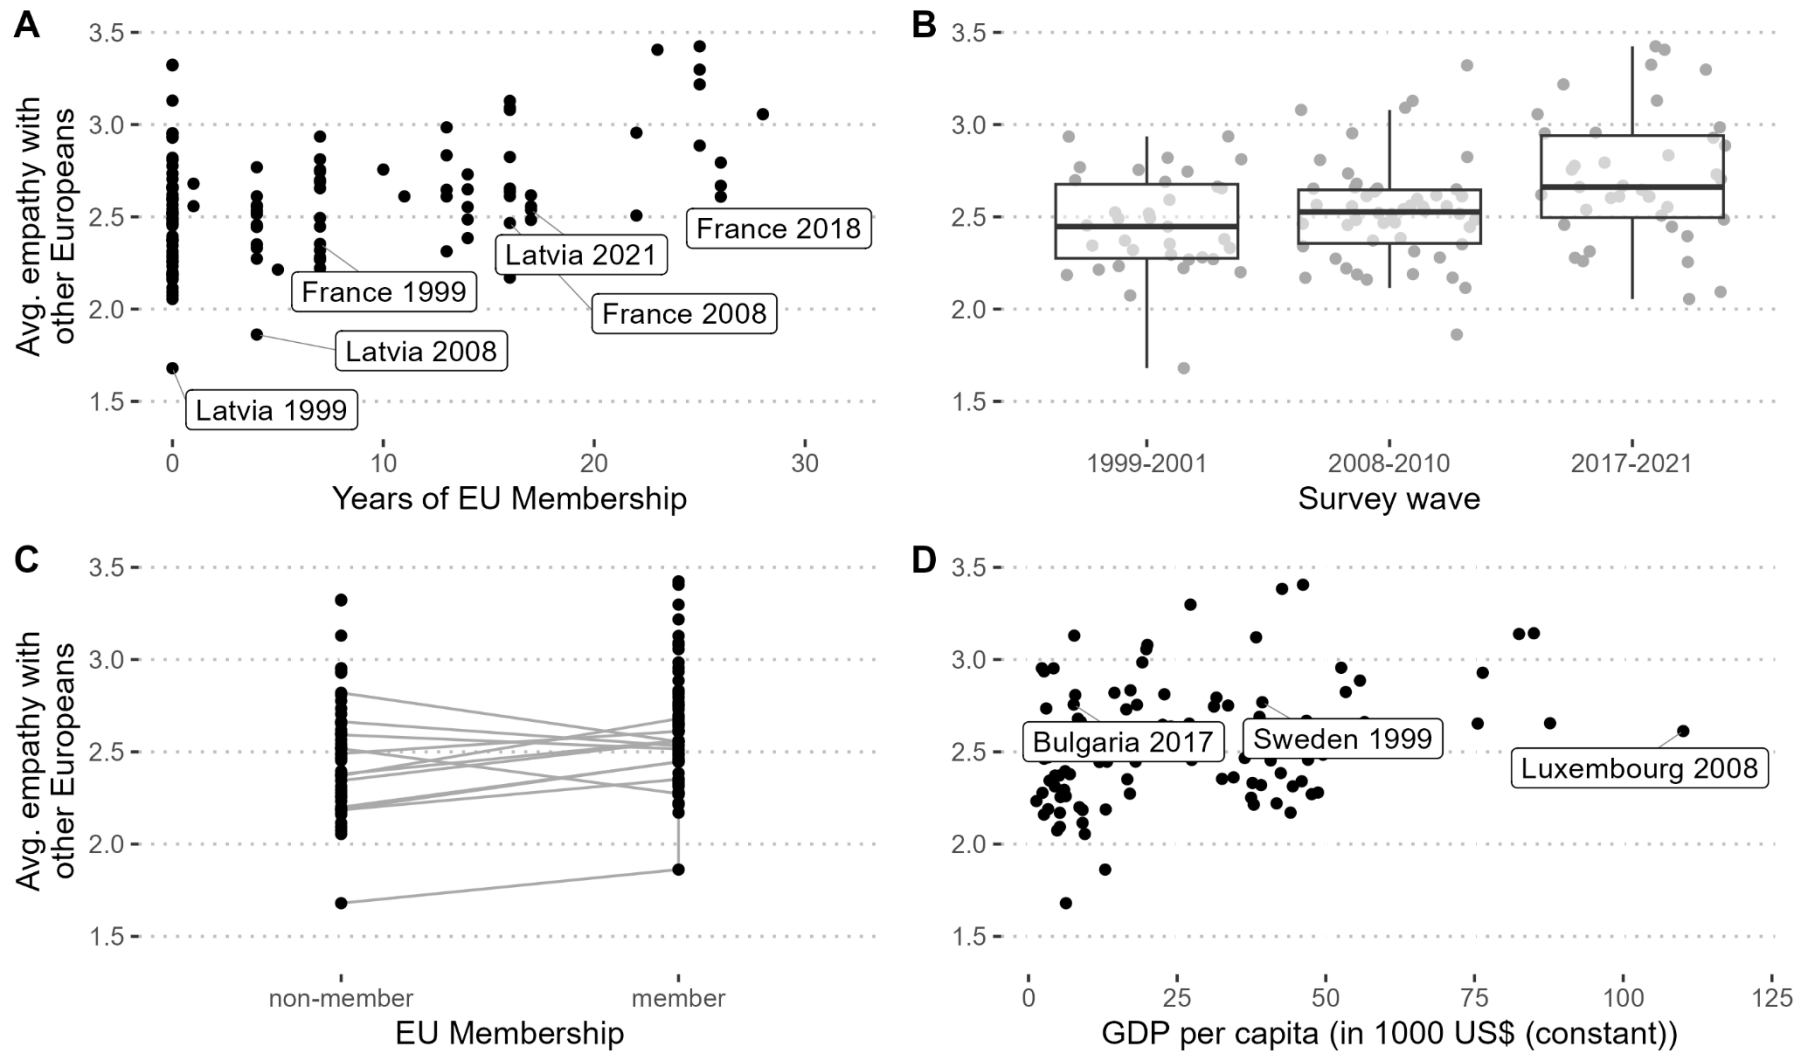 A
Avg. empathy with
other Europeans
3.5
3.0
2.5
2.0
1.5
France 2018
Latvia 2021
France 1999
France 2008
Latvia 2008
Latvia 1999
0
10
20
30
Years of EU Membership
B
3.5
3.0
2.5
2.0
1.5
1999-2001
2008-2010
2017-2021
Survey wave
C
Avg. empathy with
other Europeans
3.5
3.0
2.5
2.0
1.5
non-member
member
EU Membership
D
3.5
3.0
2.5
2.0
1.5
Bulgaria 2017
Sweden 1999
Luxembourg 2008
0
25
50
75
100
125
GDP per capita (in 1000 US$ (constant))